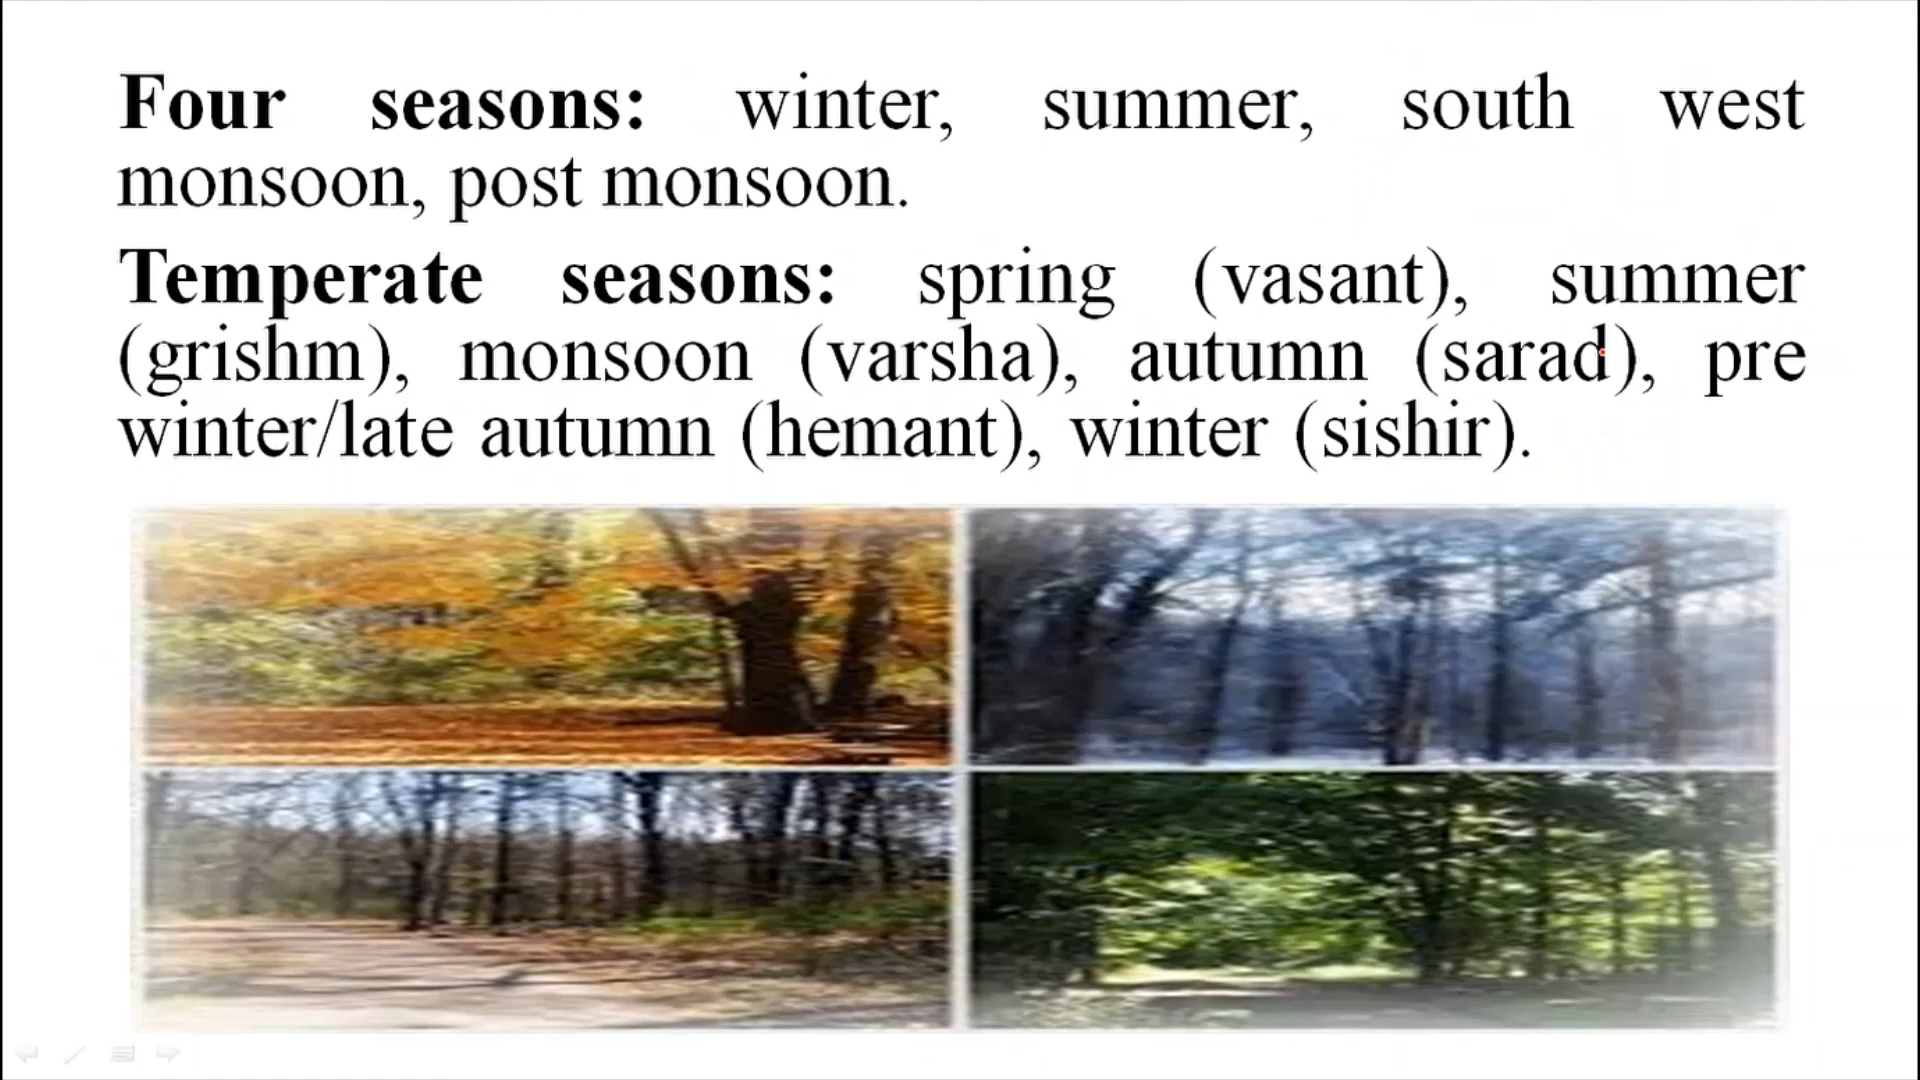 Four seasons: winter, summer, south west
monsoon, post monsoon.
Temperate seasons: spring (vasant), summer
(grishm), monsoon (varsha), autumn (sarad), pre
winter/late autumn (hemant), winter (sishir).